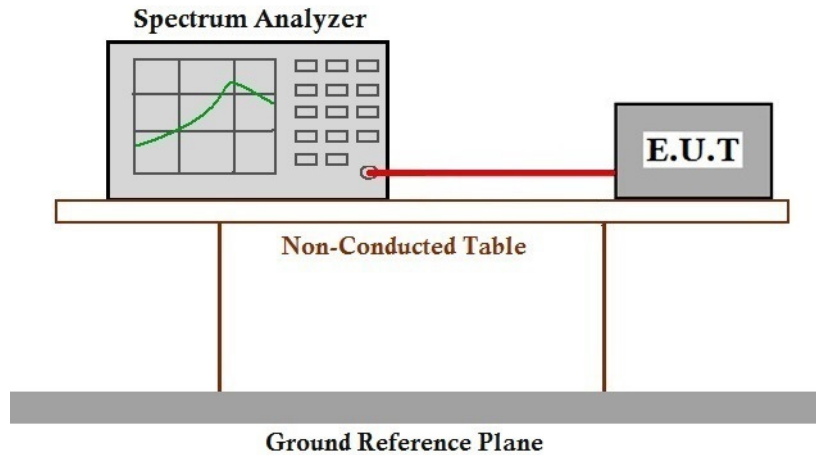 Spectrum Analyzer
E.U.T
Non-Conducted Table
Ground Reference Plane